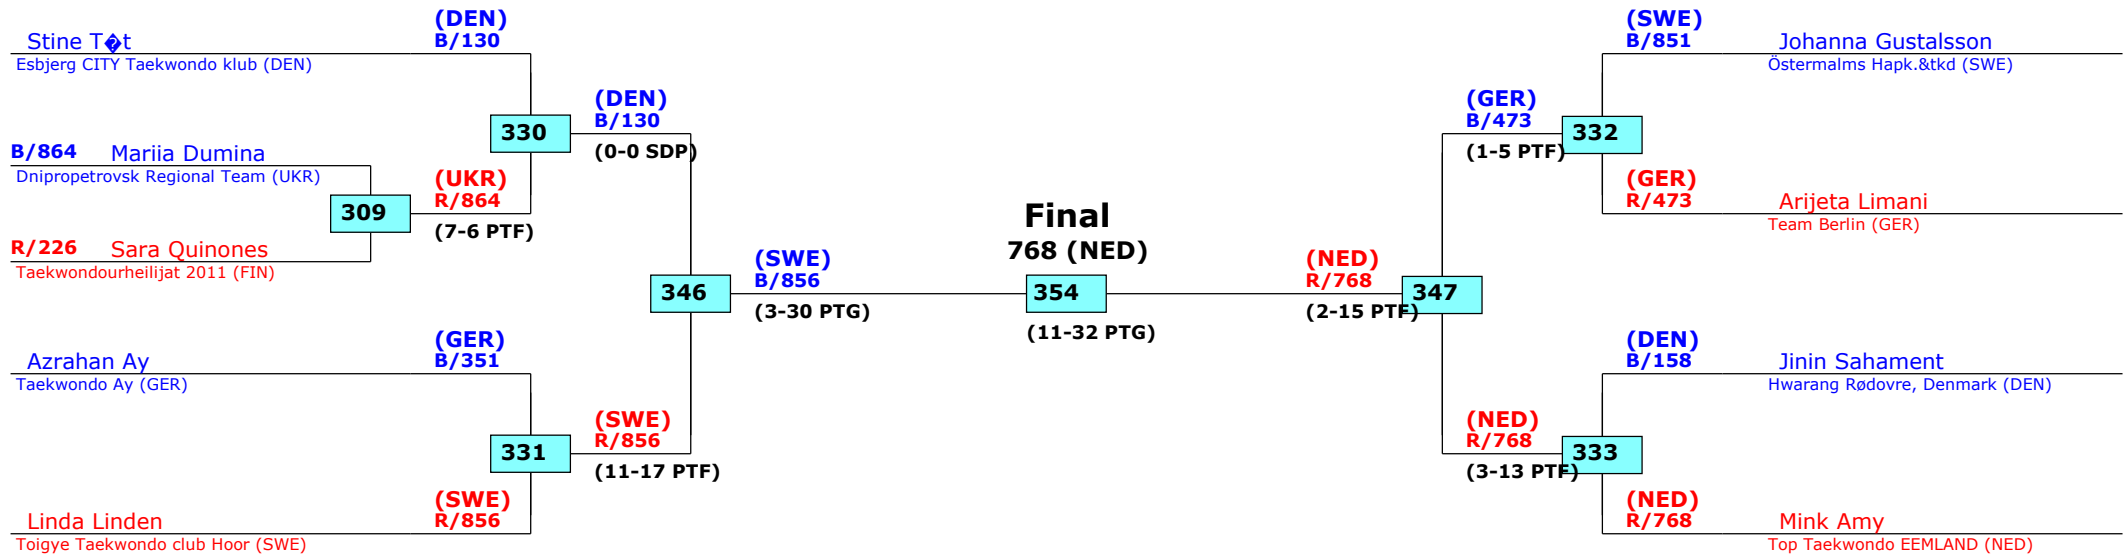 (DEN)
B/130
Stine T�t
Esbjerg CITY Taekwondo klub (DEN)
330
(DEN)
B/130
(0-0 SDP)
B/864 Mariia Dumina
Dnipropetrovsk Regional Team (UKR)
309
(UKR)
R/864
(7-6 PTF)
R/226 Sara Quinones
Taekwondourheilijat 2011 (FIN)
346
(SWE)
B/856
(3-30 PTG)
(GER)
B/351
Azrahan Ay
Taekwondo Ay (GER)
331
(SWE)
R/856
(11-17 PTF)
(SWE)
R/856
Linda Linden
Toigye Taekwondo club Hoor (SWE)
Final
768 (NED)
354
(11-32 PTG)
(SWE)
B/851
Johanna Gustalsson
Östermalms Hapk.&tkd (SWE)
(GER)
B/473
(1-5 PTF)
332
(GER)
R/473
Arijeta Limani
Team Berlin (GER)
(NED)
R/768
(2-15 PTF)
347
(DEN)
B/158
Jinin Sahament
Hwarang Rødovre, Denmark (DEN)
(NED)
R/768
(3-13 PTF)
333
(NED)
R/768
Mink Amy
Top Taekwondo EEMLAND (NED)